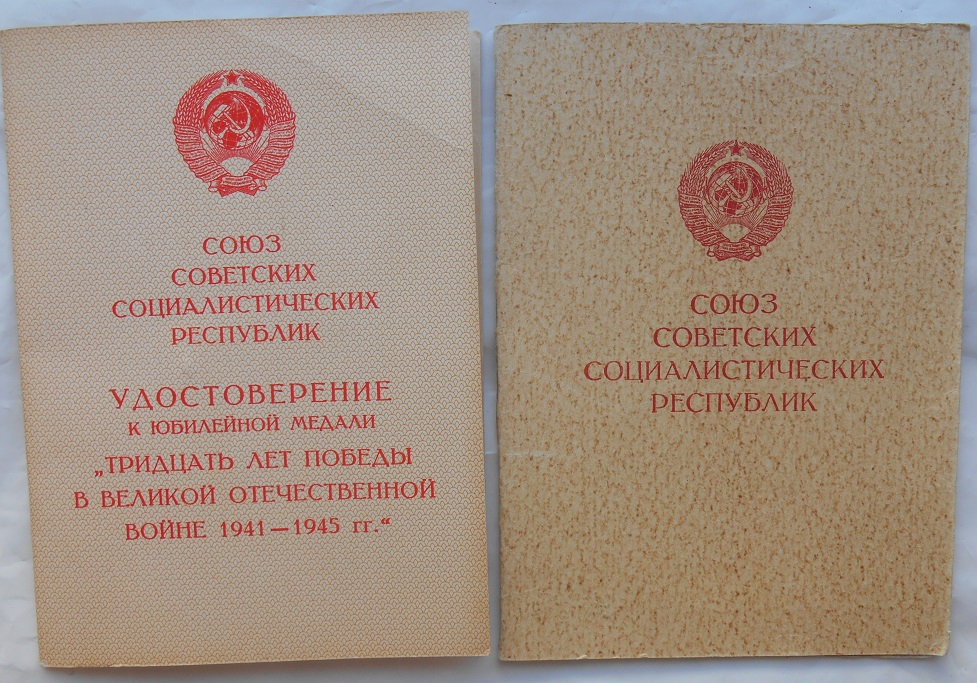 СОЮЗ
СОВЕТСКИХ
СОЦИАЛИСТИЧЕСКИХ
РЕСПУБЛИК
УДОСТОВЕРЕНИЕ
К ЮБИЛЕЙНОЙ МЕДАЛИ
„ТРИДЦАТЬ ЛЕТ ПОБЕДЫ
В ВЕЛИКОЙ ОТЕЧЕСТВЕННОЙ
ВОЙНЕ 1941—1945 гг.“
СОЮЗ
СОВЕТСКИХ
СОЦИАЛИСТИЧЕСКИХ
РЕСПУБЛИК